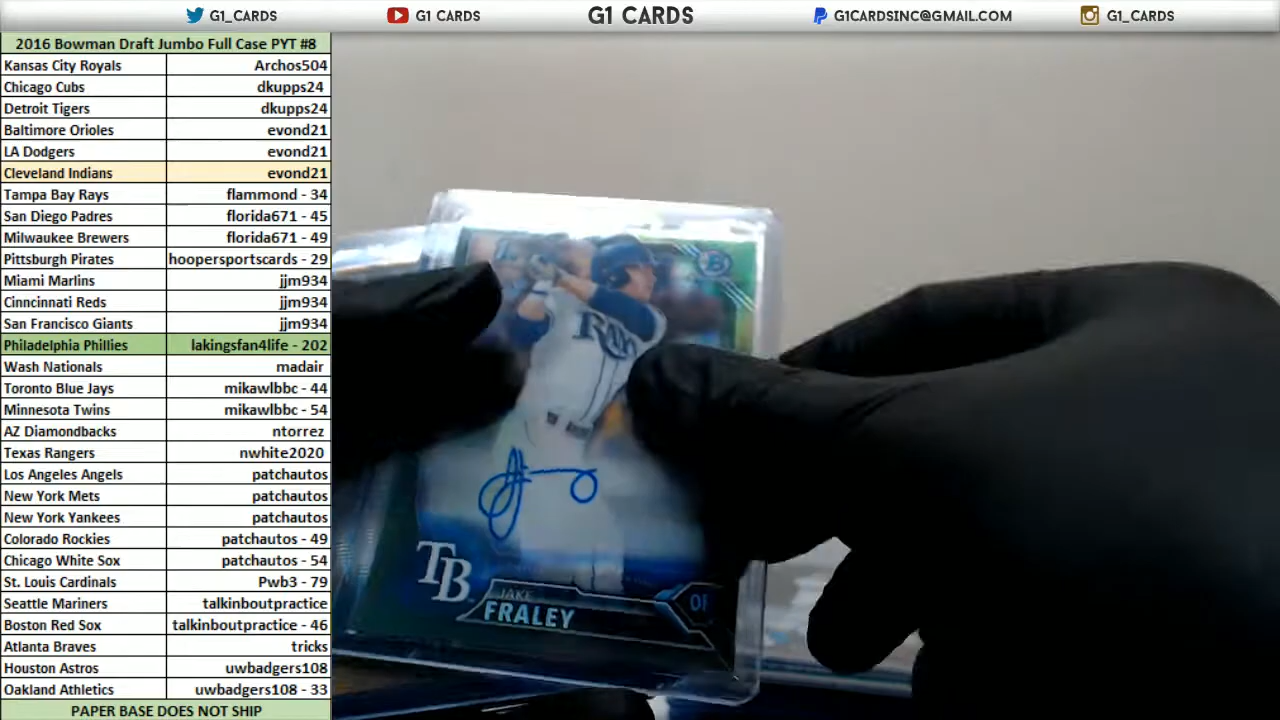 G1_CARDS
G1 CARDS
G1 CARDS
G1CARDSINC@GMAIL.COM
G1_CARDS
2016 Bowman Draft Jumbo Full Case PYT #8
Kansas City Royals Archos504
Chicago Cubs dkupps24
Detroit Tigers dkupps24
Baltimore Orioles evond21
LA Dodgers evond21
Cleveland Indians evond21
Tampa Bay Rays flammond - 34
San Diego Padres florida671 - 45
Milwaukee Brewers florida671 - 49
Pittsburgh Pirates hoopersportscards - 29
Miami Marlins jjm934
Cinncinnati Reds jjm934
San Francisco Giants jjm934
Philadelphia Phillies lakingsfan4life - 202
Wash Nationals madair
Toronto Blue Jays mikawlbbc - 44
Minnesota Twins mikawlbbc - 54
AZ Diamondbacks ntorrez
Texas Rangers nwhite2020
Los Angeles Angels patchautos
New York Mets patchautos
New York Yankees patchautos
Colorado Rockies patchautos - 49
Chicago White Sox patchautos - 54
St. Louis Cardinals Pwb3 - 79
Seattle Mariners talkinboutpractice
Boston Red Sox talkinboutpractice - 46
Atlanta Braves tricks
Houston Astros uwbadgers108
Oakland Athletics uwbadgers108 - 33
PAPER BASE DOES NOT SHIP
RAYS
TB
JAKE
FRALEY
OF